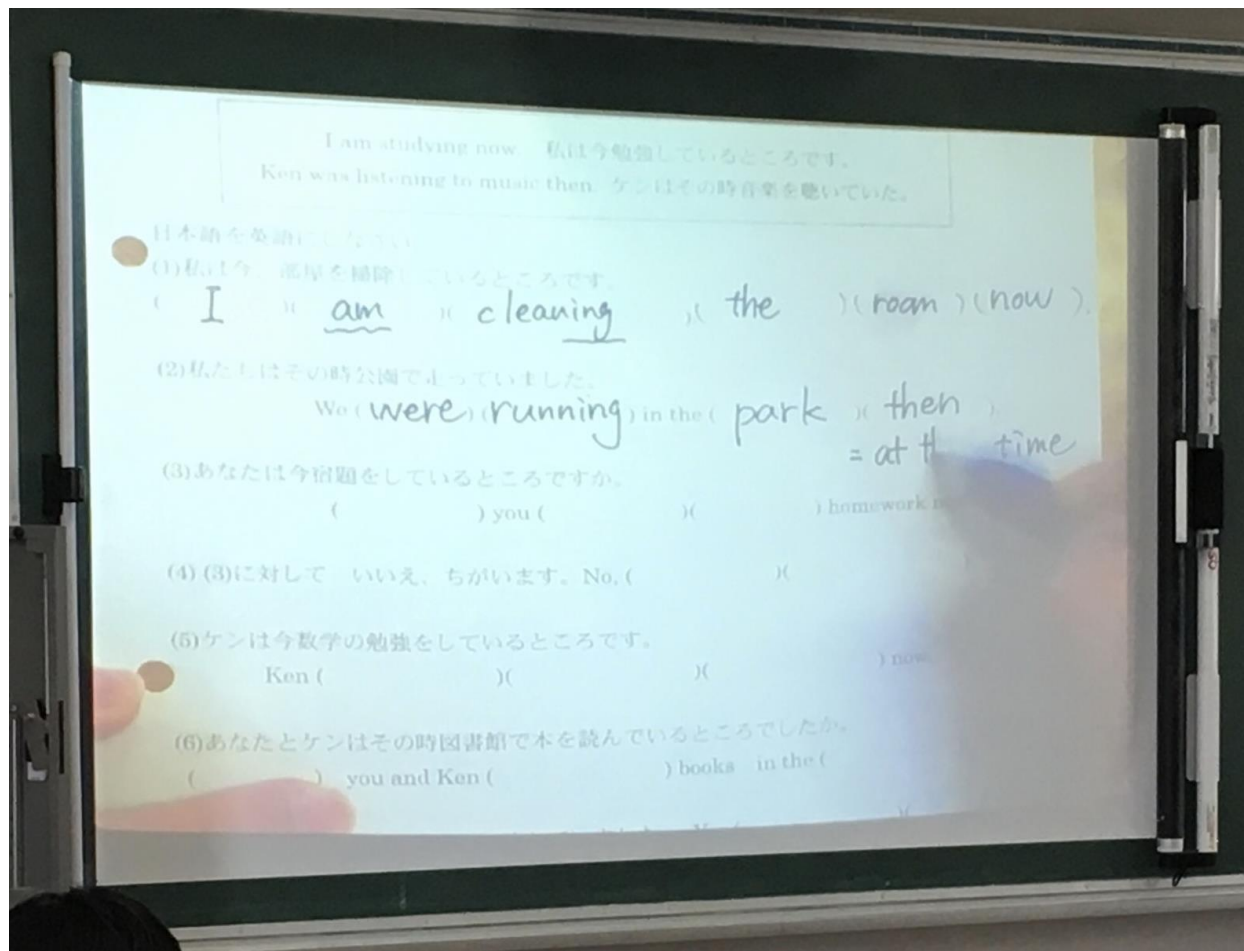 I am studying now. 私は今勉強しているところです。
Ken was listening to music then. ケンはその時音楽を聴いていた。
日本語を英語にしなさい
(1)私は今、部屋を掃除しているところです。
( I )( am )( cleaning )( the )( room )( now ).
(2)私たちはその時公園で走っていました。
We ( were ) ( running ) in the ( park )( then ).
= at th time
(3)あなたは今宿題をしているところですか。
( ) you ( )( ) homework
(4) (3)に対して いいえ、ちがいます。No, ( )(
(5)ケンは今数学の勉強をしているところです。
Ken ( )( )( ) now.
(6)あなたとケンはその時図書館で本を読んでいるところでしたか。
( ) you and Ken ( ) books in the (